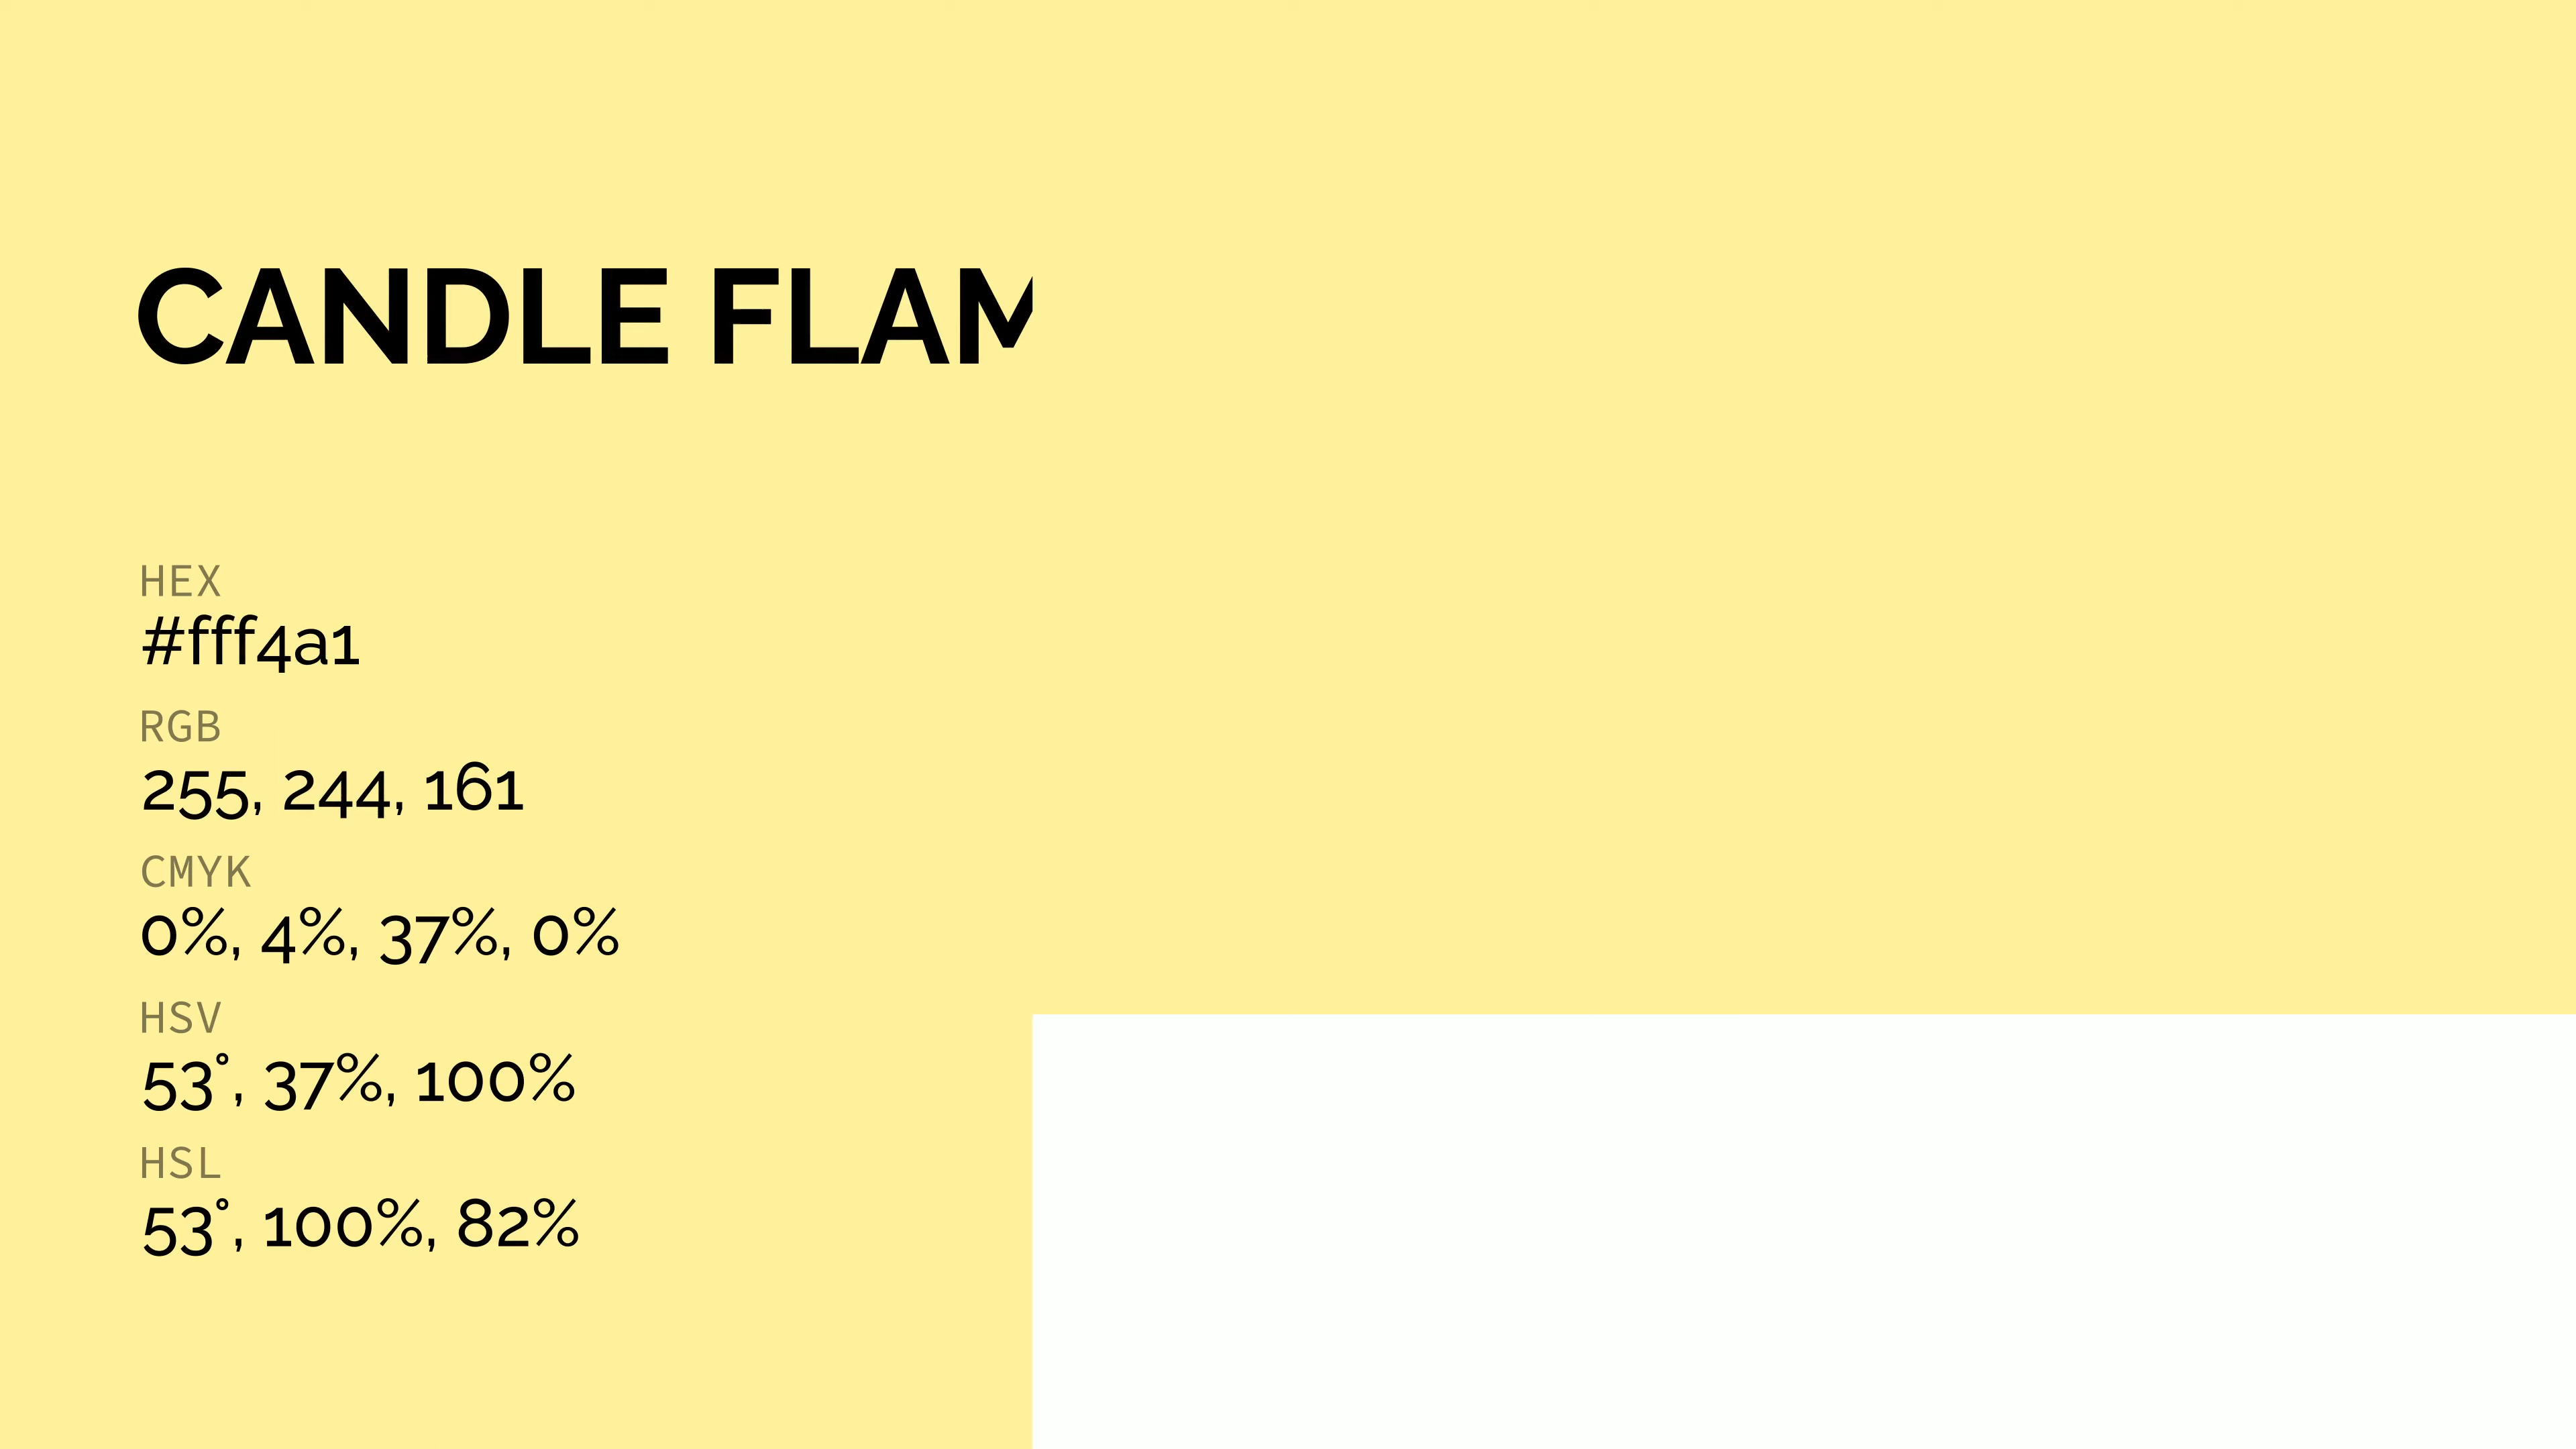 CANDLE FLAM
HEX
#fff4a1
RGB
255, 244, 161
CMYK
0%, 4%, 37%, 0%
HSV
53°, 37%, 100%
HSL
53°, 100%, 82%